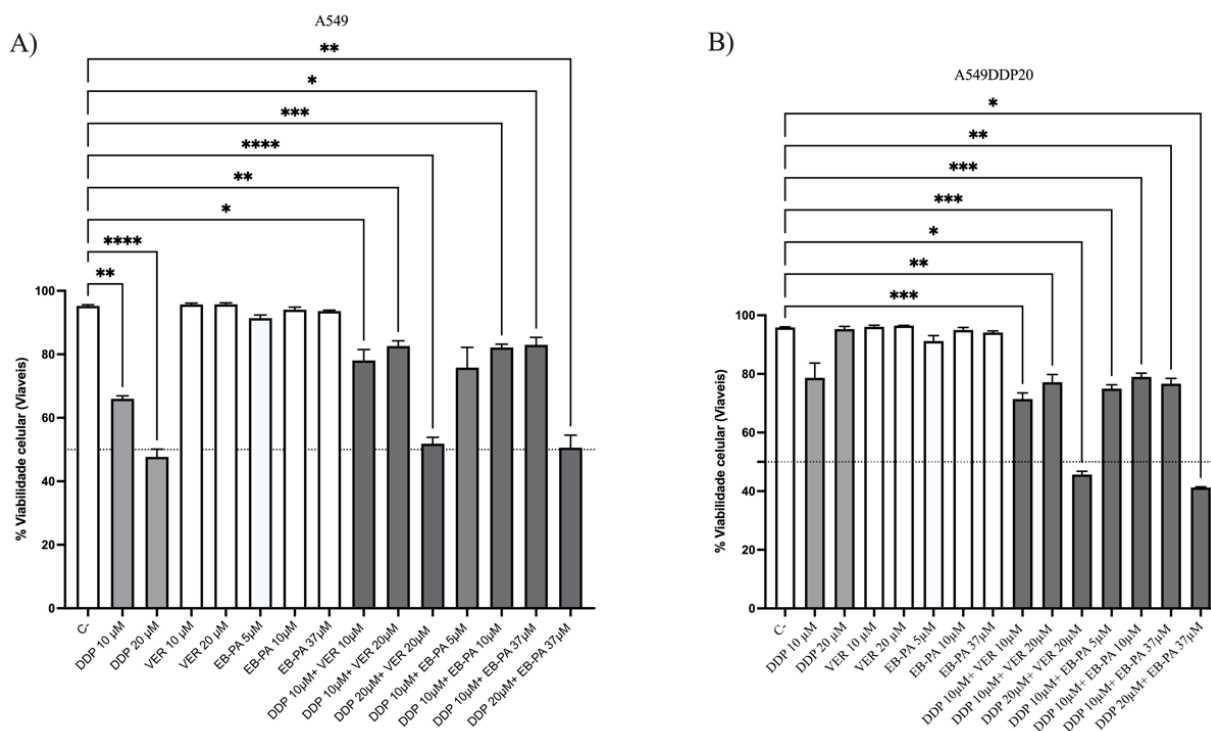 A)
A549
**
*
***
****
**
*
****
**
% Viabilidade celular (Viaveis)
100
80
60
40
20
0
C-
DDP 10 µM
DDP 20 µM
VER 10 µM
VER 20 µM
EB-PA 5µM
EB-PA 10µM
EB-PA 37µM
DDP 10µM+ VER 10µM
DDP 10µM+ VER 20µM
DDP 20µM+ VER 20µM
DDP 10µM+ EB-PA 5µM
DDP 10µM+ EB-PA 10µM
DDP 10µM+ EB-PA 37µM
DDP 20µM+ EB-PA 37µM
B)
A549DDP20
*
**
***
***
*
**
***
% Viabilidade celular (Viaveis)
100
80
60
40
20
0
C-
DDP 10 µM
DDP 20 µM
VER 10 µM
VER 20 µM
EB-PA 5µM
EB-PA 10µM
EB-PA 37µM
DDP 10µM+ VER 10µM
DDP 10µM+ VER 20µM
DDP 20µM+ VER 20µM
DDP 10µM+ EB-PA 5µM
DDP 10µM+ EB-PA 10µM
DDP 10µM+ EB-PA 37µM
DDP 20µM+ EB-PA 37µM